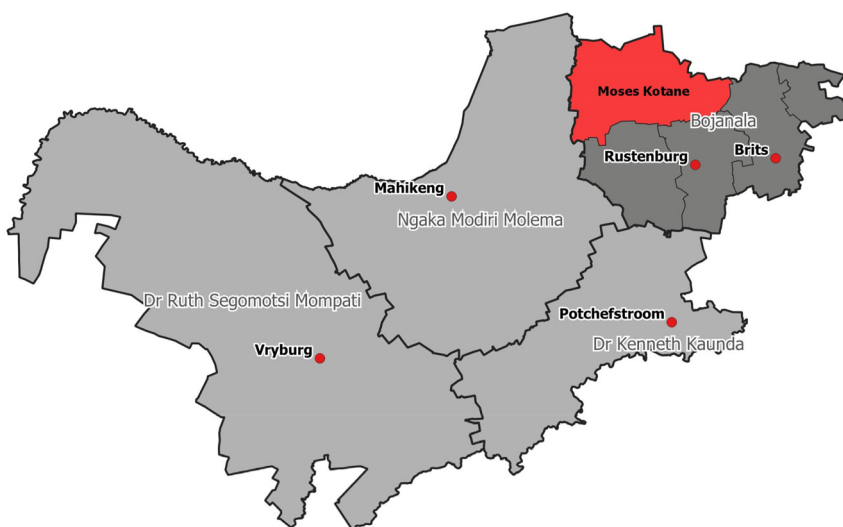 Moses Kotane
Bojanala
Brits
Rustenburg
Mahikeng
Ngaka Modiri Molema
Dr Ruth Segomotsi Mompati
Potchefstroom
Dr Kenneth Kaunda
Vryburg